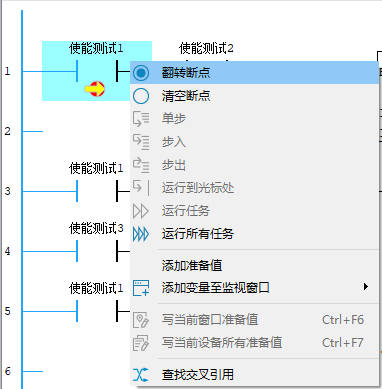 使能测试1 使能测试2
1
翻转断点
清空断点
单步
2
步入
步出
使能测试1
3
运行到光标处
运行任务
使能测试3
运行所有任务
4
添加准备值
使能测试1
添加变量至监视窗口
5
写当前窗口准备值 Ctrl+F6
写当前设备所有准备值 Ctrl+F7
6
查找交叉引用